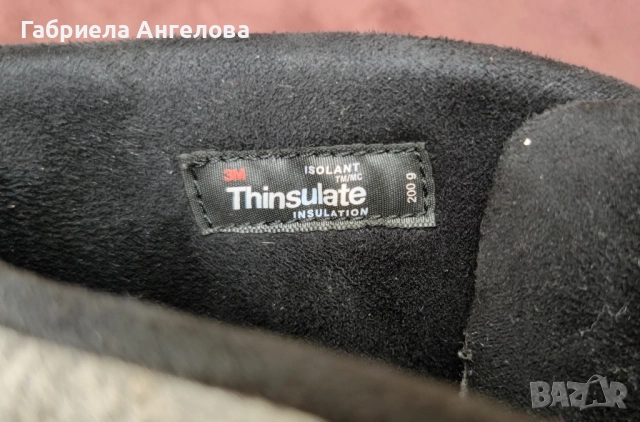 Габриела Ангелова
3M
ISOLANT
TM/MC
Thinsulate
INSULATION
200 g
BAZAR